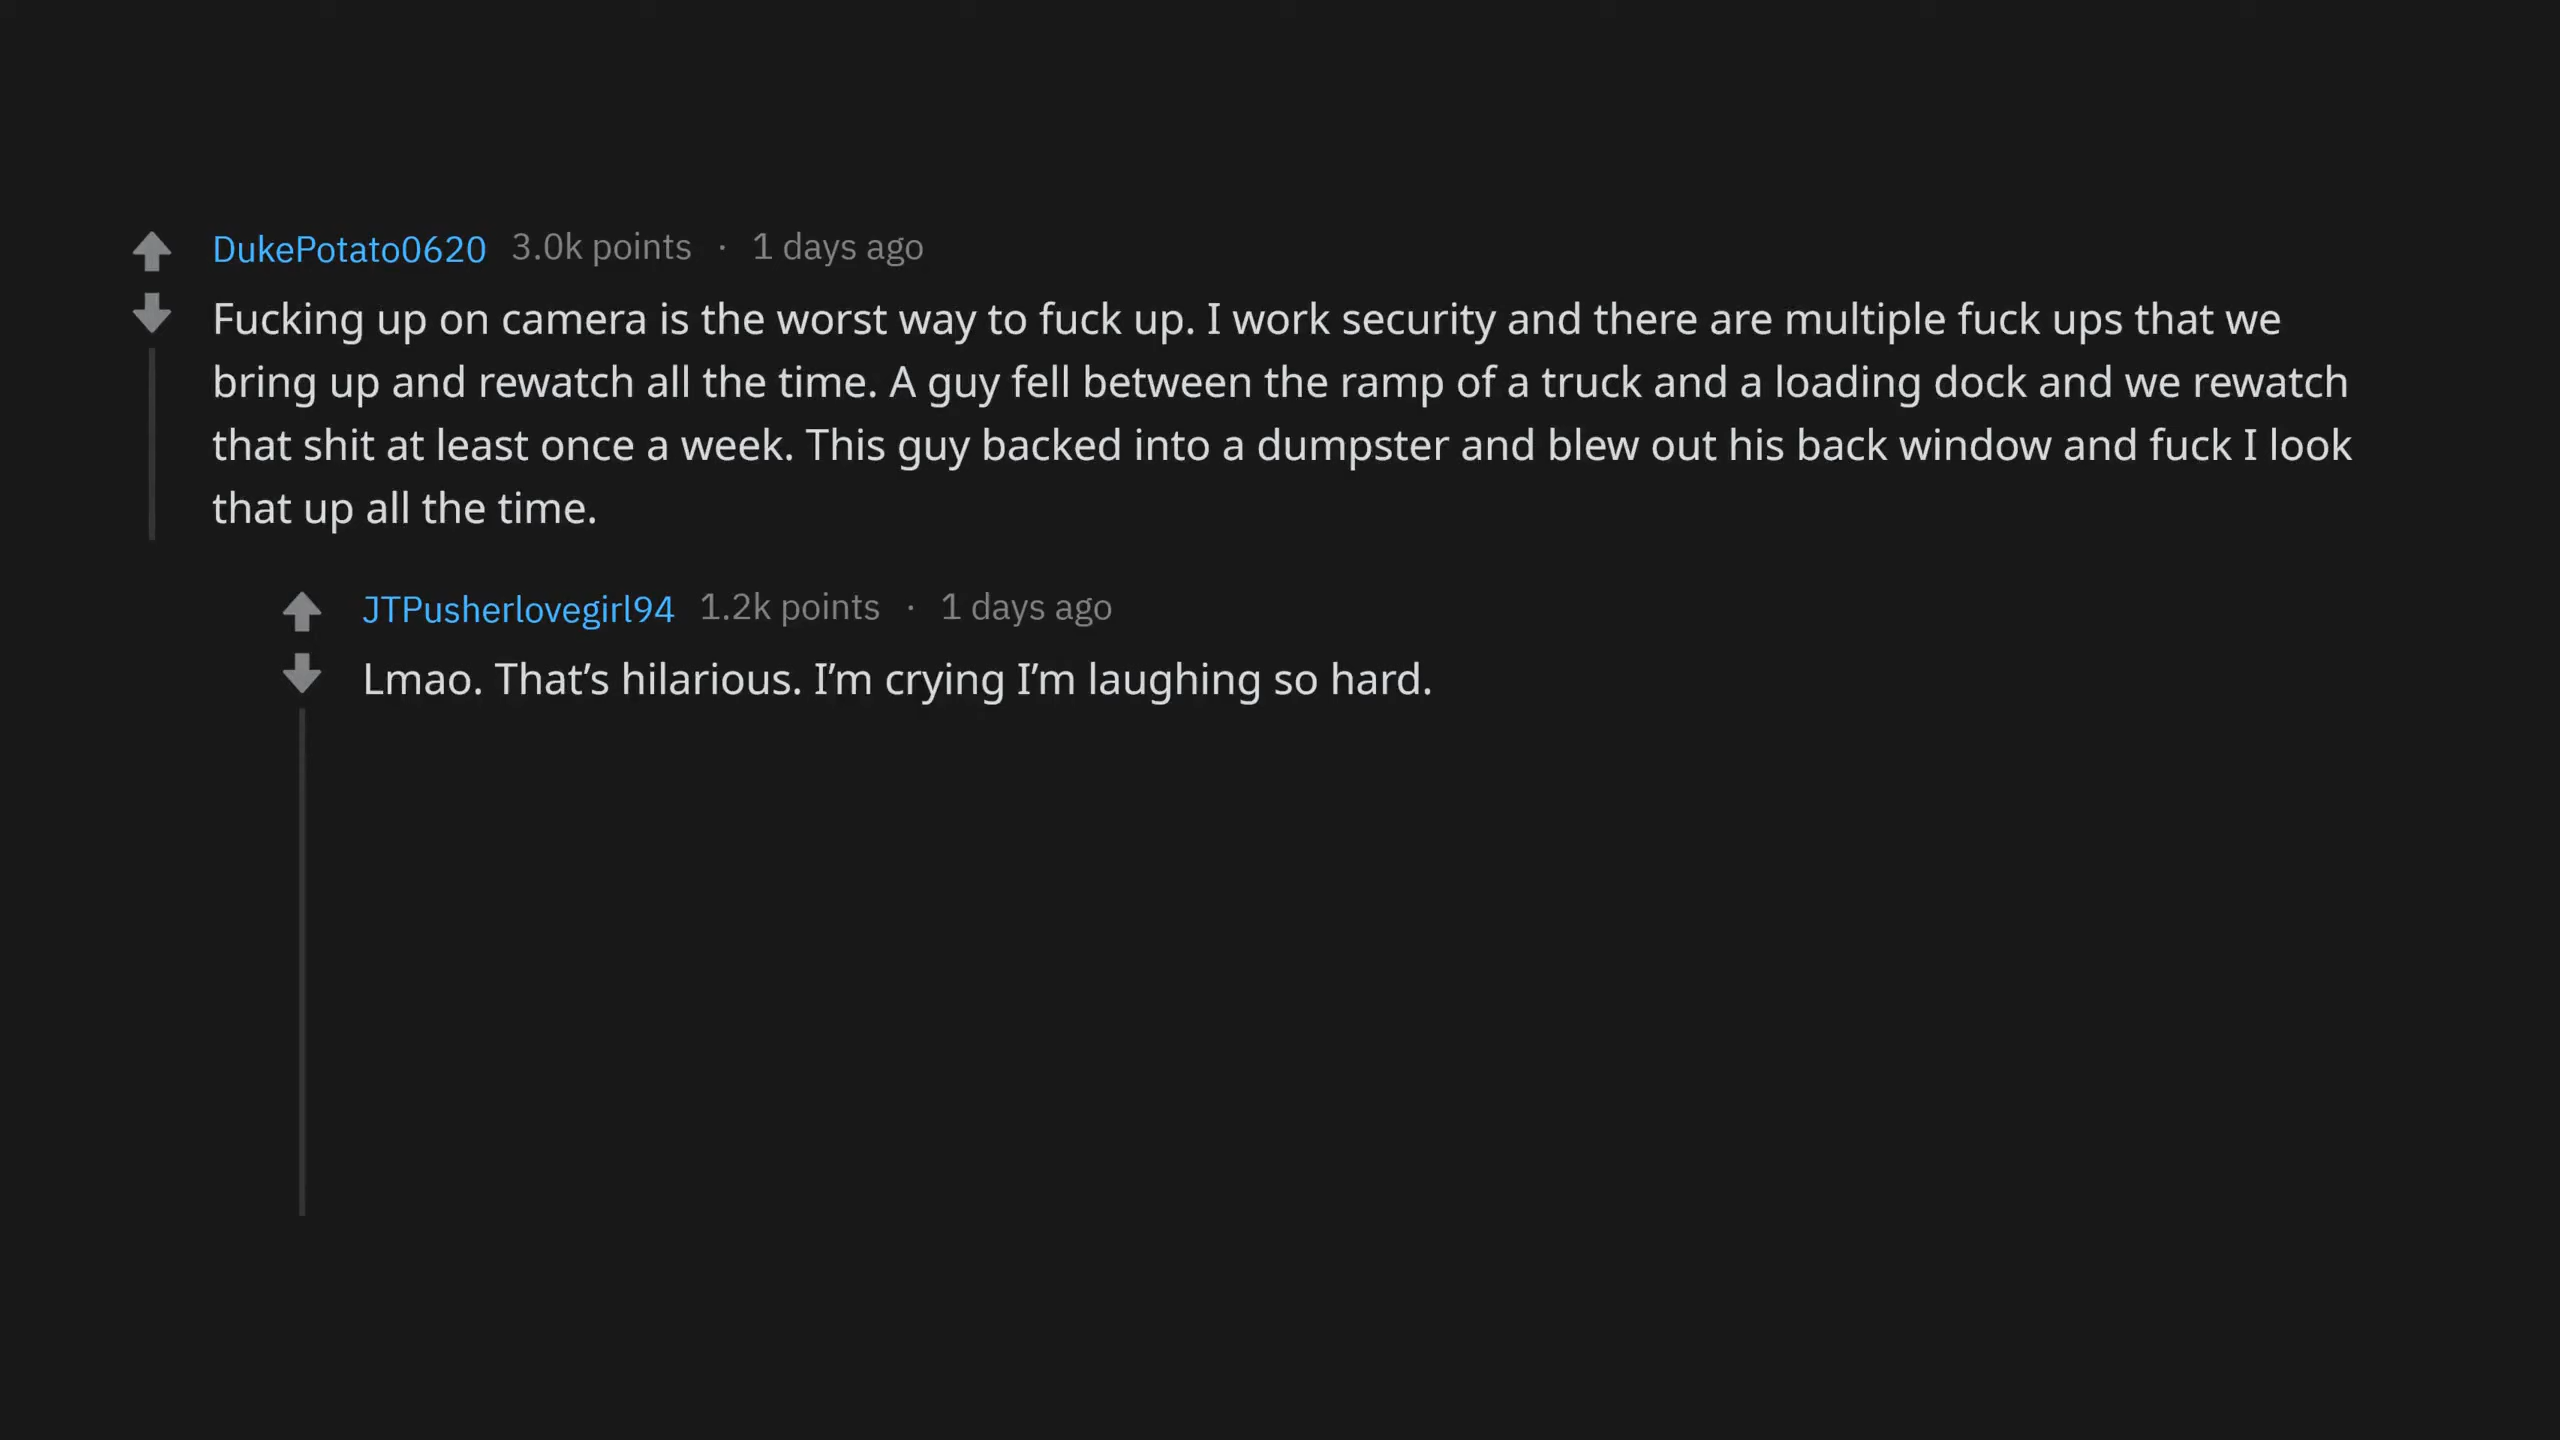 DukePotato0620 3.0k points · 1 days ago
Fucking up on camera is the worst way to fuck up. I work security and there are multiple fuck ups that we
bring up and rewatch all the time. A guy fell between the ramp of a truck and a loading dock and we rewatch
that shit at least once a week. This guy backed into a dumpster and blew out his back window and fuck I look
that up all the time.
JTPusherlovegirl94 1.2k points · 1 days ago
Lmao. That’s hilarious. I’m crying I’m laughing so hard.